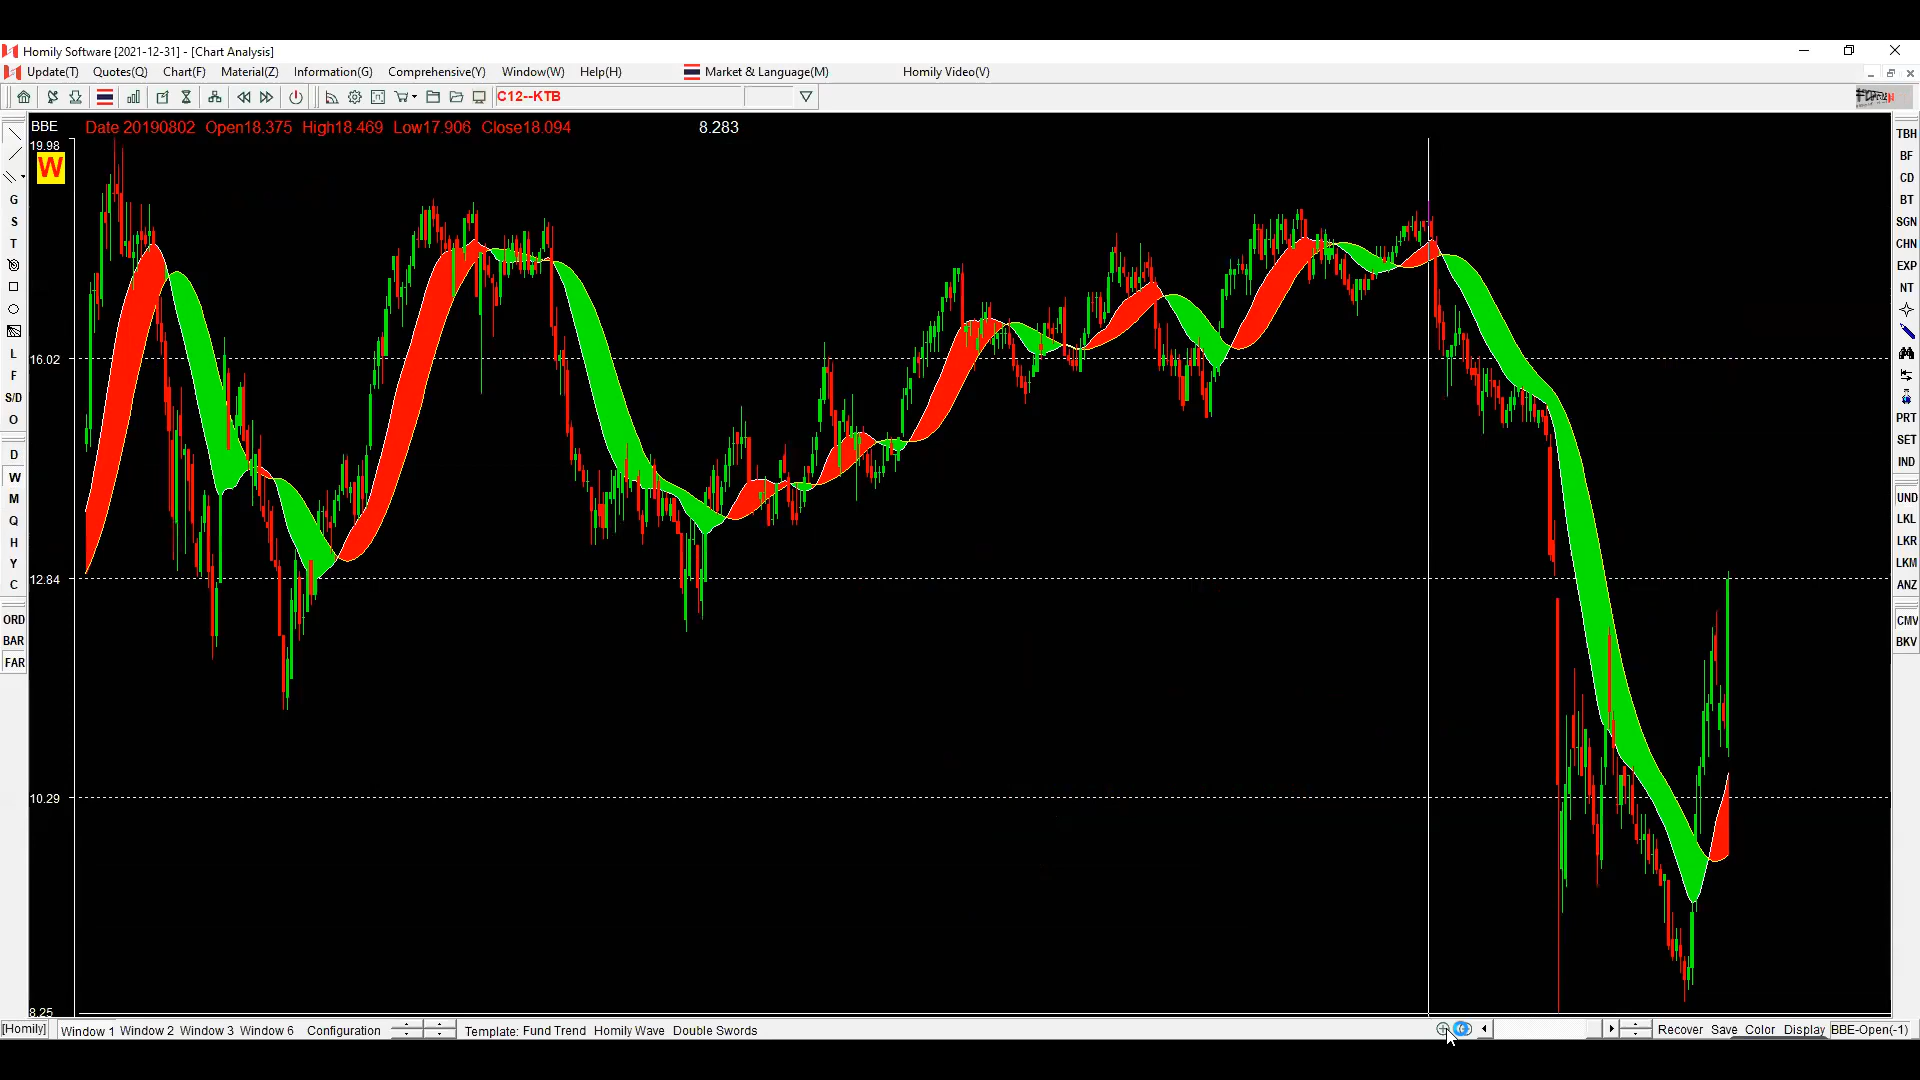 Homily Software [2021-12-31] - [Chart Analysis]
Update(T) Quotes(Q) Chart(F) Material(Z) Information(G) Comprehensive(Y) Window(W) Help(H) Market & Language(M) Homily Video(V)
C12--KTB
BBE Date 20190802 Open18.375 High18.469 Low17.906 Close18.094 8.283
19.98
W
16.02
12.84
10.29
8.25
G
S
T
L
F
S/D
O
D
W
M
Q
H
Y
C
ORD
BAR
FAR
TBH
BF
CD
BT
SGN
CHN
EXP
NT
PRT
SET
IND
UND
LKL
LKR
LKM
ANZ
CMV
BKV
[Homily] Window 1 Window 2 Window 3 Window 6 Configuration Template: Fund Trend Homily Wave Double Swords Recover Save Color Display BBE-Open(-1)